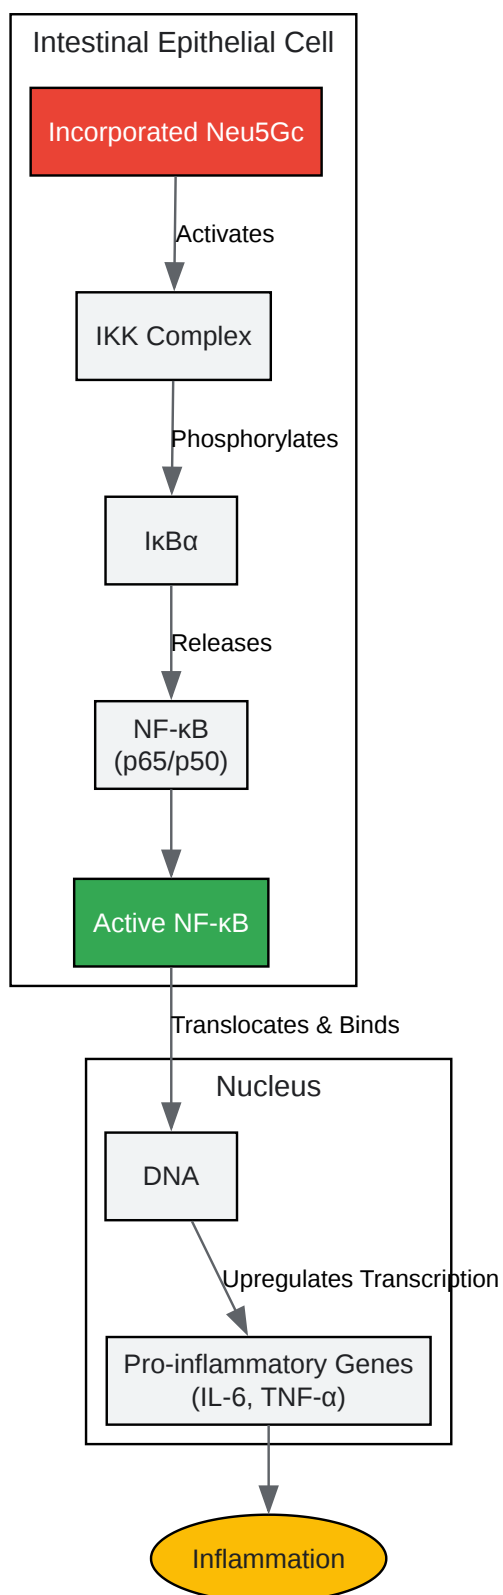 Intestinal Epithelial Cell
Incorporated Neu5Gc
Activates
IKK Complex
Phosphorylates
IκBα
Releases
NF-κB
(p65/p50)
Active NF-κB
Translocates & Binds
Nucleus
DNA
Upregulates Transcription
Pro-inflammatory Genes
(IL-6, TNF-α)
Inflammation